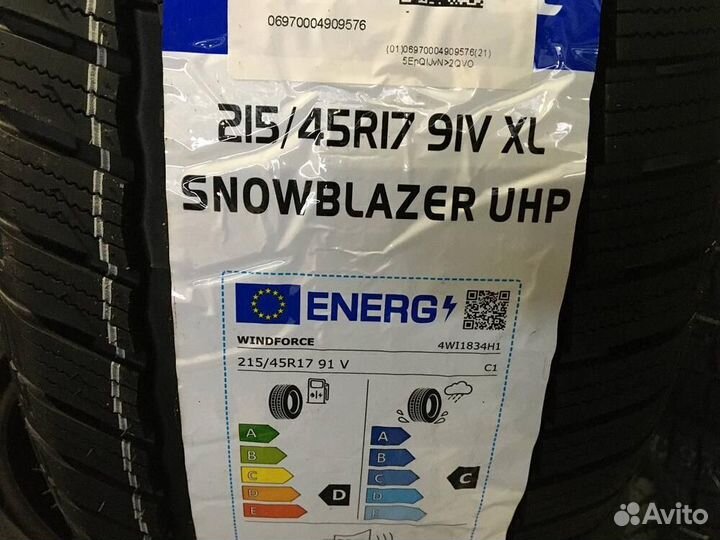 06970004909576
(01)06970004909576(21)
5EnQIJvN>2QVO
215/45R17 91V XL
SNOWBLAZER UHP
ENERG
WINDFORCE 4WI1834H1
215/45R17 91 V C1
A A
B B
C C C
D D D
E E
Avito